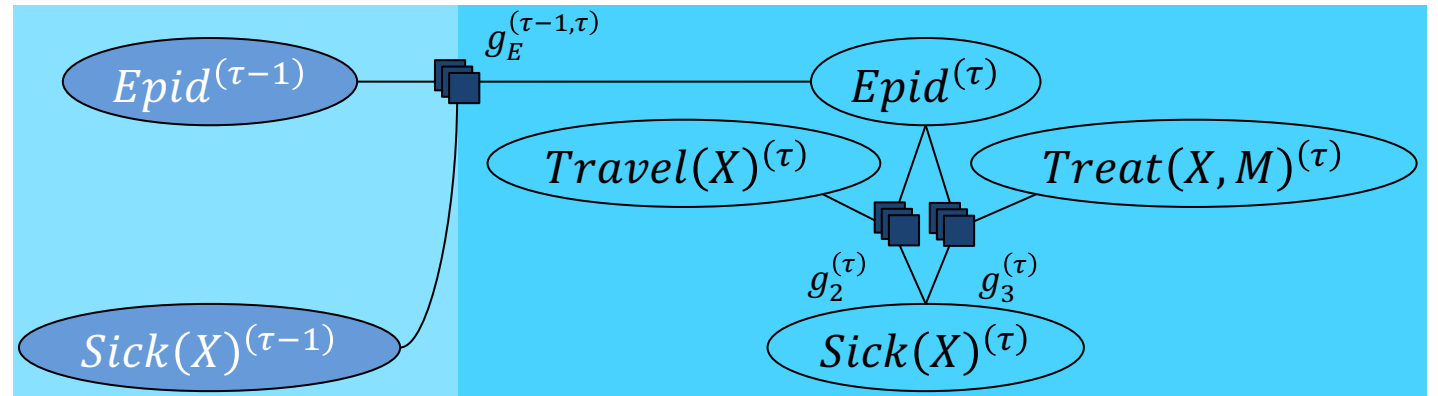 g_E^{(τ−1,τ)}
Epid^{(τ−1)}
Epid^{(τ)}
Travel(X)^{(τ)}
Treat(X, M)^{(τ)}
g_2^{(τ)}
g_3^{(τ)}
Sick(X)^{(τ−1)}
Sick(X)^{(τ)}